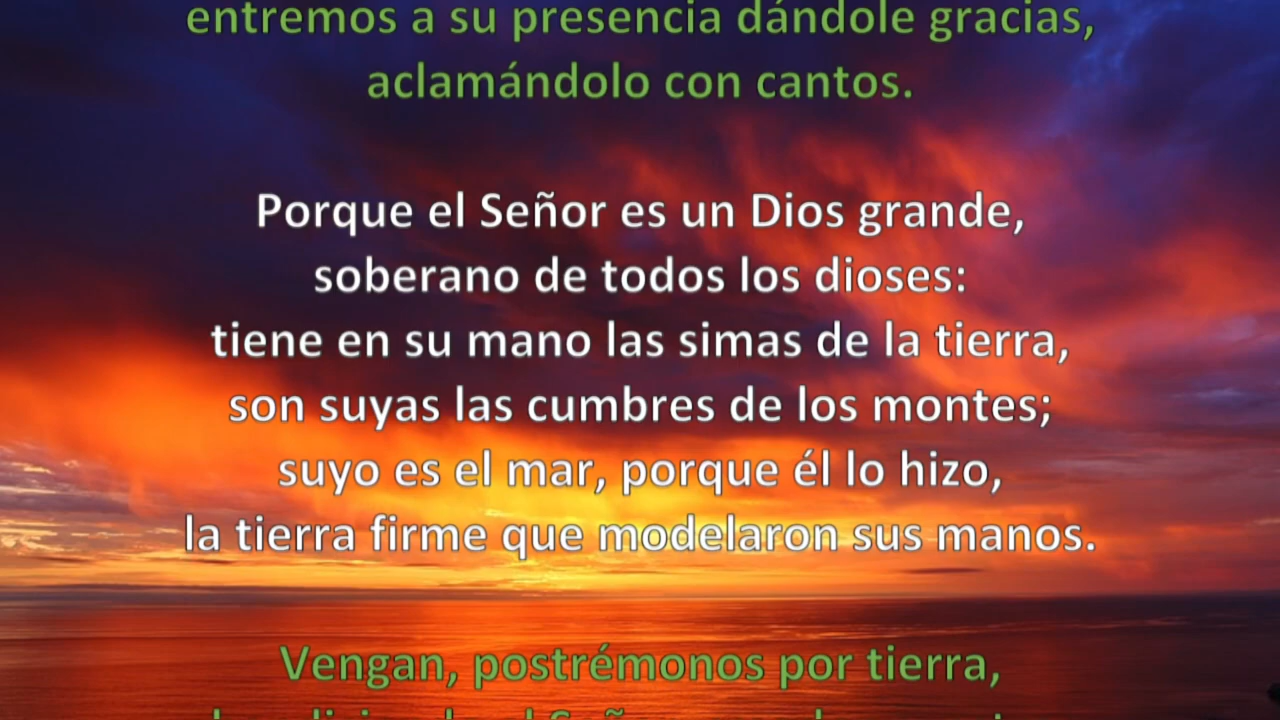 entremos a su presencia dándole gracias,
aclamándolo con cantos.
Porque el Señor es un Dios grande,
soberano de todos los dioses:
tiene en su mano las simas de la tierra,
son suyas las cumbres de los montes;
suyo es el mar, porque él lo hizo,
la tierra firme que modelaron sus manos.
Vengan, postrémonos por tierra,